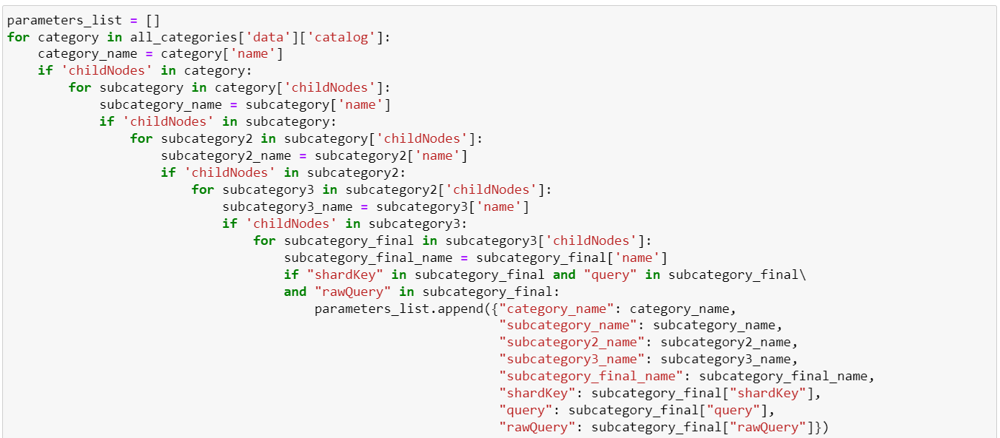 parameters_list = []
for category in all_categories['data']['catalog']:
    category_name = category['name']
    if 'childNodes' in category:
        for subcategory in category['childNodes']:
            subcategory_name = subcategory['name']
            if 'childNodes' in subcategory:
                for subcategory2 in subcategory['childNodes']:
                    subcategory2_name = subcategory2['name']
                    if 'childNodes' in subcategory2:
                        for subcategory3 in subcategory2['childNodes']:
                            subcategory3_name = subcategory3['name']
                            if 'childNodes' in subcategory3:
                                for subcategory_final in subcategory3['childNodes']:
                                    subcategory_final_name = subcategory_final['name']
                                    if "shardKey" in subcategory_final and "query" in subcategory_final\
                                    and "rawQuery" in subcategory_final:
                                        parameters_list.append({"category_name": category_name,
                                                                "subcategory_name": subcategory_name,
                                                                "subcategory2_name": subcategory2_name,
                                                                "subcategory3_name": subcategory3_name,
                                                                "subcategory_final_name": subcategory_final_name,
                                                                "shardKey": subcategory_final["shardKey"],
                                                                "query": subcategory_final["query"],
                                                                "rawQuery": subcategory_final["rawQuery"]})